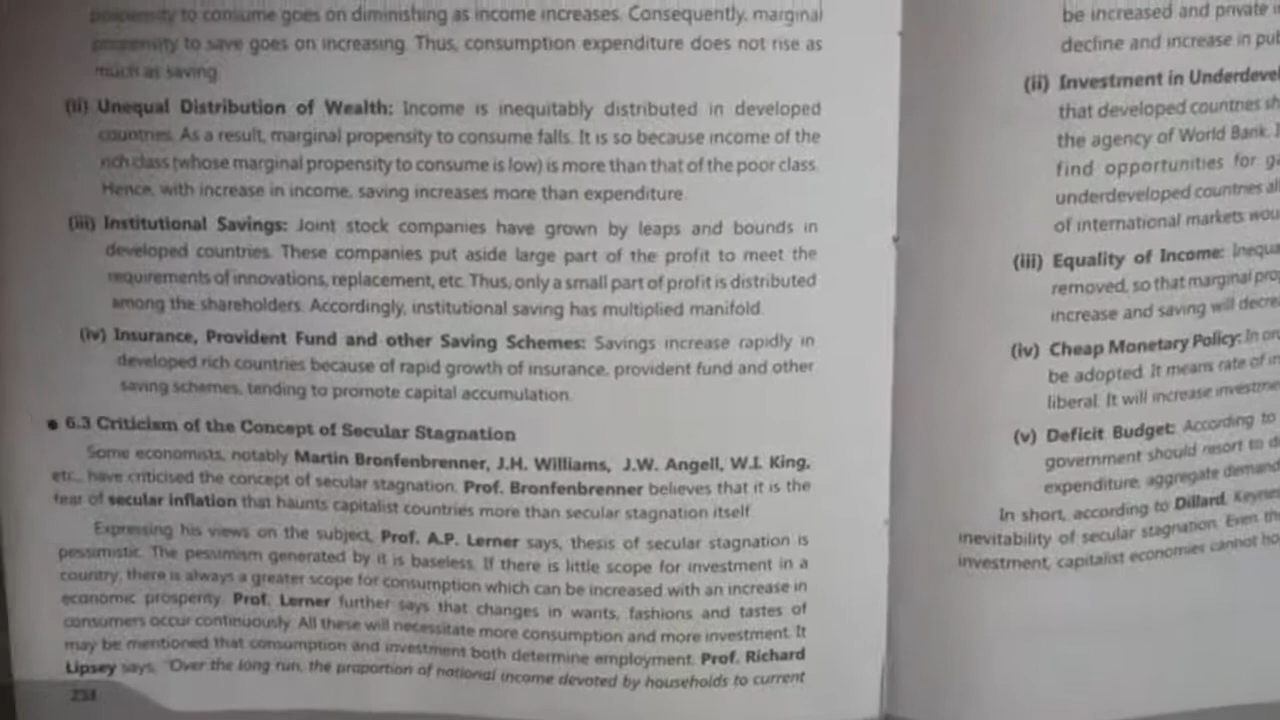 propensity to consume goes on diminishing as income increases. Consequently, marginal
propensity to save goes on increasing. Thus, consumption expenditure does not rise as
much as saving.
(ii) Unequal Distribution of Wealth: Income is inequitably distributed in developed
countries. As a result, marginal propensity to consume falls. It is so because income of the
rich class (whose marginal propensity to consume is low) is more than that of the poor class.
Hence, with increase in income, saving increases more than expenditure.
(iii) Institutional Savings: Joint stock companies have grown by leaps and bounds in
developed countries. These companies put aside large part of the profit to meet the
requirements of innovations, replacement, etc. Thus, only a small part of profit is distributed
among the shareholders. Accordingly, institutional saving has multiplied manifold.
(iv) Insurance, Provident Fund and other Saving Schemes: Savings increase rapidly in
developed rich countries because of rapid growth of insurance, provident fund and other
saving schemes, tending to promote capital accumulation.
● 6.3 Criticism of the Concept of Secular Stagnation
Some economists, notably Martin Bronfenbrenner, J.H. Williams, J.W. Angell, W.I. King,
etc., have criticised the concept of secular stagnation. Prof. Bronfenbrenner believes that it is the
fear of secular inflation that haunts capitalist countries more than secular stagnation itself.
Expressing his views on the subject, Prof. A.P. Lerner says, thesis of secular stagnation is
pessimistic. The pessimism generated by it is baseless. If there is little scope for investment in a
country, there is always a greater scope for consumption which can be increased with an increase in
economic prosperity. Prof. Lerner further says that changes in wants, fashions and tastes of
consumers occur continuously. All these will necessitate more consumption and more investment. It
may be mentioned that consumption and investment both determine employment. Prof. Richard
Lipsey says, "Over the long run, the proportion of national income devoted by households to current
be increased and private i
decline and increase in pub
(ii) Investment in Underdevel
that developed countries sh
the agency of World Bank.
find opportunities for ga
underdeveloped countries al
of international markets wou
(iii) Equality of Income: Inequa
removed, so that marginal pro
increase and saving will decre
(iv) Cheap Monetary Policy: In or
be adopted. It means rate of in
liberal. It will increase investme
(v) Deficit Budget: According to
government should resort to d
expenditure, aggregate demand
In short, according to Dillard, Keynes
inevitability of secular stagnation. Even th
investment, capitalist economies cannot ho